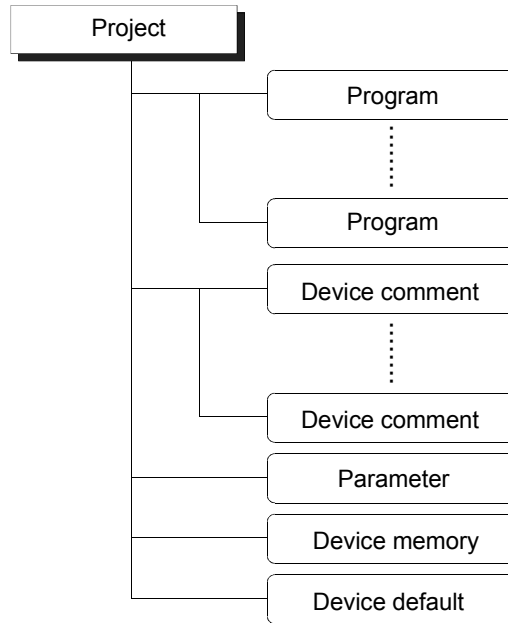 Project
Program
Program
Device comment
Device comment
Parameter
Device memory
Device default